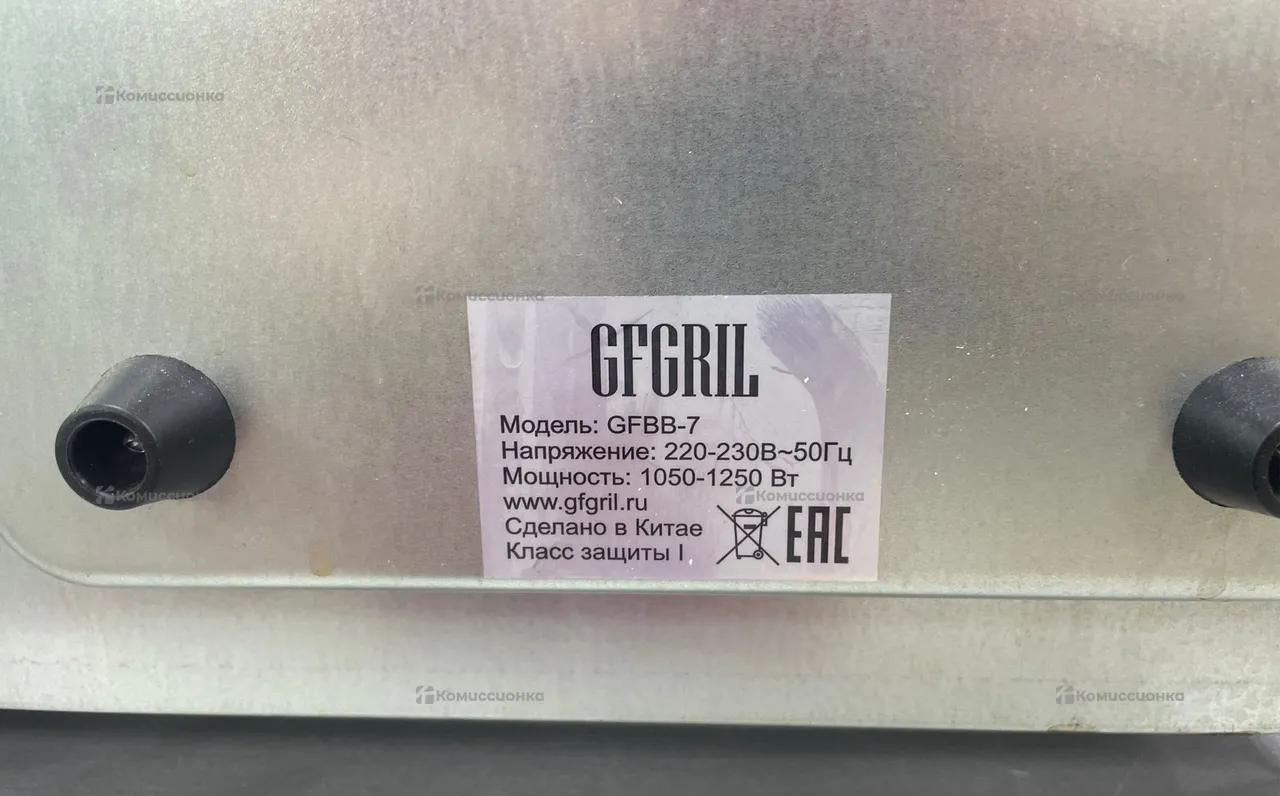 Комиссионка
Комиссионка
Комиссионка
GFGRIL
Модель: GFBB-7
Напряжение: 220-230В~50Гц
Мощность: 1050-1250 Вт
www.gfgril.ru
Сделано в Китае
Класс защиты I
EAC
Комиссионка
Комиссионка
Комиссионка
Комиссионка